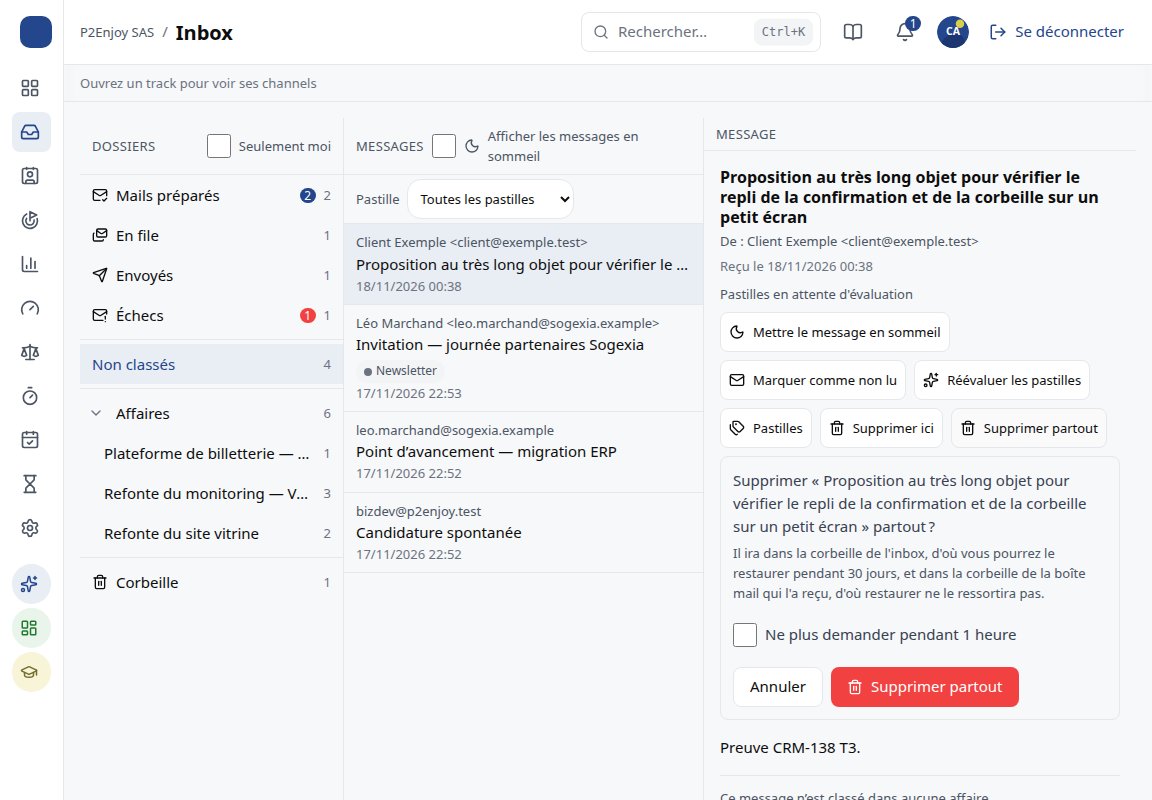 P2Enjoy SAS / Inbox
Rechercher... Ctrl+K
1
CA
Se déconnecter
Ouvrez un track pour voir ses channels
DOSSIERS
Seulement moi
Mails préparés 2 2
En file 1
Envoyés 1
Échecs 1 1
Non classés 4
Affaires 6
Plateforme de billetterie — ... 1
Refonte du monitoring — V... 3
Refonte du site vitrine 2
Corbeille 1
MESSAGES
Afficher les messages en
sommeil
Pastille Toutes les pastilles
Client Exemple <client@exemple.test>
Proposition au très long objet pour vérifier le ...
18/11/2026 00:38
Léo Marchand <leo.marchand@sogexia.example>
Invitation — journée partenaires Sogexia
Newsletter
17/11/2026 22:53
leo.marchand@sogexia.example
Point d’avancement — migration ERP
17/11/2026 22:52
bizdev@p2enjoy.test
Candidature spontanée
17/11/2026 22:52
MESSAGE
Proposition au très long objet pour vérifier le
repli de la confirmation et de la corbeille sur un
petit écran
De : Client Exemple <client@exemple.test>
Reçu le 18/11/2026 00:38
Pastilles en attente d'évaluation
Mettre le message en sommeil
Marquer comme non lu
Réévaluer les pastilles
Pastilles
Supprimer ici
Supprimer partout
Supprimer « Proposition au très long objet pour
vérifier le repli de la confirmation et de la corbeille
sur un petit écran » partout ?
Il ira dans la corbeille de l'inbox, d'où vous pourrez le
restaurer pendant 30 jours, et dans la corbeille de la boîte
mail qui l'a reçu, d'où restaurer ne le ressortira pas.
Ne plus demander pendant 1 heure
Annuler
Supprimer partout
Preuve CRM-138 T3.
Ce message n’est classé dans aucune affaire